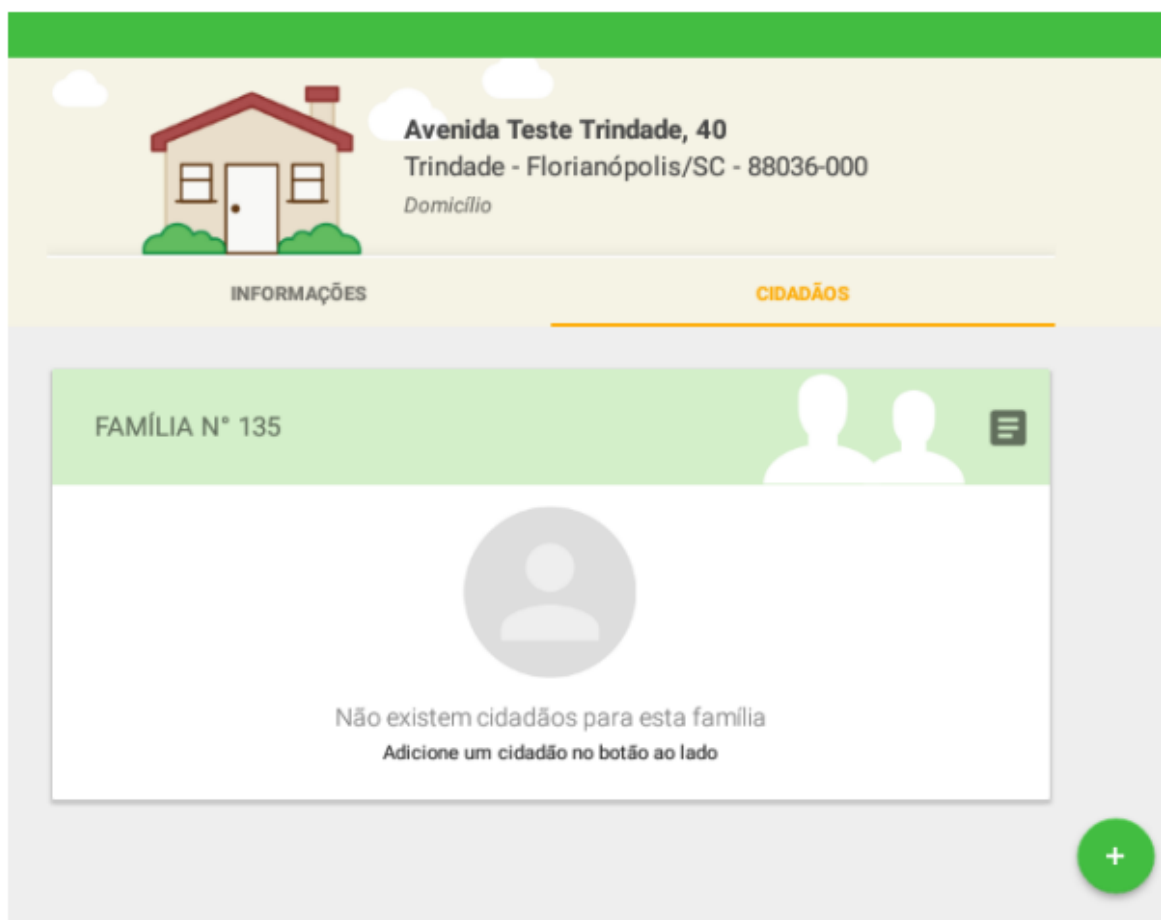 Avenida Teste Trindade, 40
Trindade - Florianópolis/SC - 88036-000
Domicílio
INFORMAÇÕES
CIDADÃOS
FAMÍLIA N° 135
Não existem cidadãos para esta família
Adicione um cidadão no botão ao lado
+